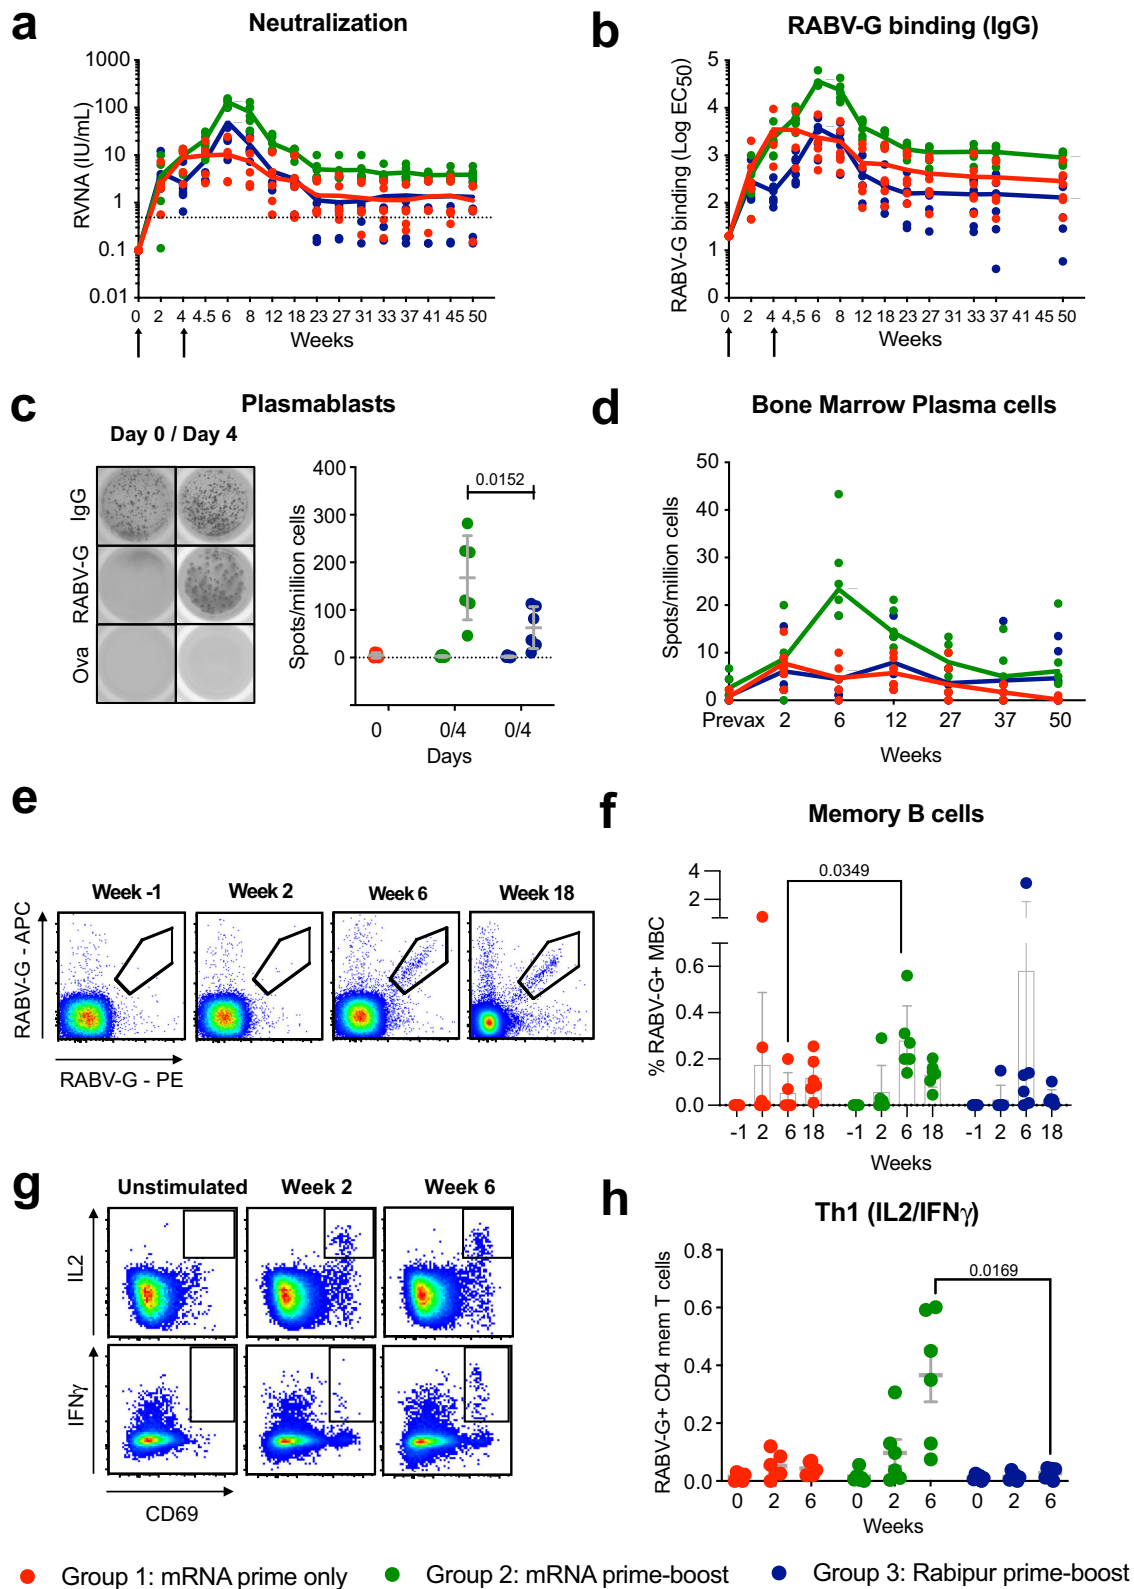 a
Neutralization
RVNA (IU/mL)
1000
100
10
1
0.1
0.01
0 2 4 4.5 6 8 12 18 23 27 31 33 37 41 45 50
Weeks
b
RABV-G binding (IgG)
RABV-G binding (Log EC50)
5
4
3
2
1
0
0 2 4 4,5 6 8 12 18 23 27 31 33 37 41 45 50
Weeks
c
Plasmablasts
Day 0 / Day 4
IgG
RABV-G
Ova
Spots/million cells
400
300
200
100
0
0.0152
0 0/4 0/4
Days
d
Bone Marrow Plasma cells
Spots/million cells
50
40
30
20
10
0
Prevax 2 6 12 27 37 50
Weeks
e
Week -1 Week 2 Week 6 Week 18
RABV-G - APC
RABV-G - PE
f
Memory B cells
% RABV-G+ MBC
4
2
0.6
0.4
0.2
0.0
0.0349
-1 2 6 18 -1 2 6 18 -1 2 6 18
Weeks
g
Unstimulated Week 2 Week 6
IL2
IFNγ
CD69
h
Th1 (IL2/IFNγ)
RABV-G+ CD4 mem T cells
0.8
0.6
0.4
0.2
0.0
0.0169
0 2 6 0 2 6 0 2 6
Weeks
Group 1: mRNA prime only Group 2: mRNA prime-boost Group 3: Rabipur prime-boost